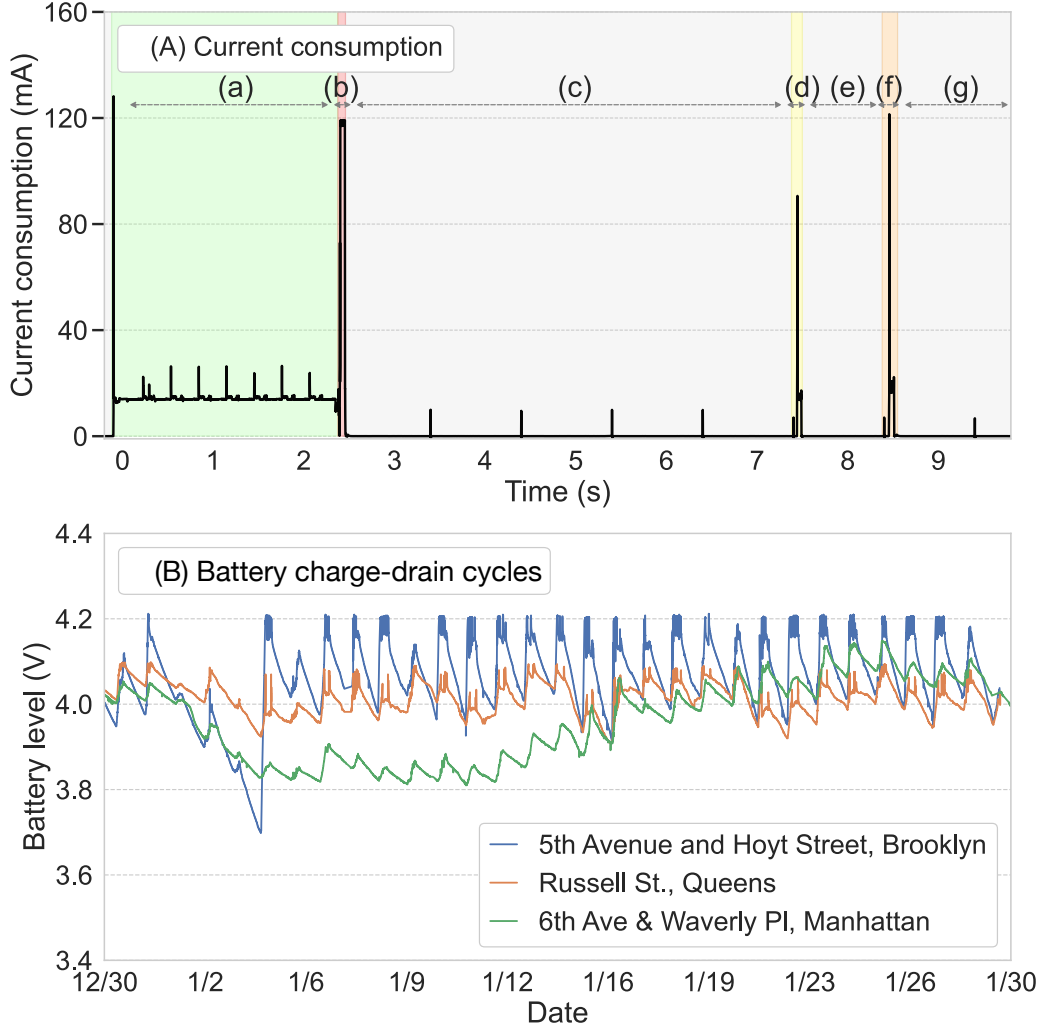 (A) Current consumption
Current consumption (mA)
160
120
80
40
0
(a)
(b)
(c)
(d)
(e)
(f)
(g)
0 1 2 3 4 5 6 7 8 9
Time (s)
(B) Battery charge-drain cycles
Battery level (V)
4.4
4.2
4.0
3.8
3.6
3.4
5th Avenue and Hoyt Street, Brooklyn
Russell St., Queens
6th Ave & Waverly Pl, Manhattan
12/30 1/2 1/6 1/9 1/12 1/16 1/19 1/23 1/26 1/30
Date